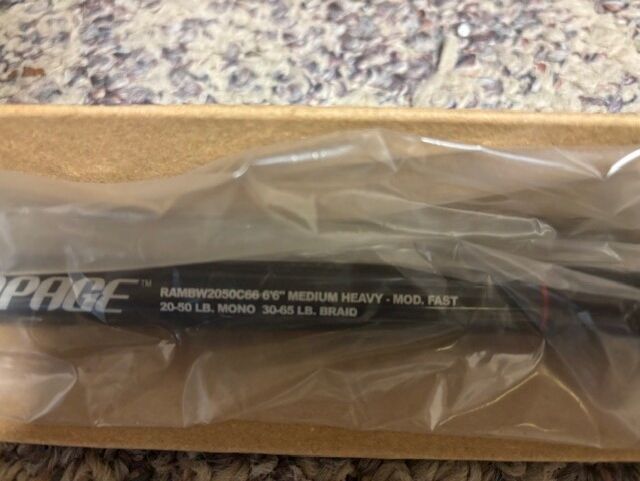 PAGE™
RAMBW2050C66 6'6" MEDIUM HEAVY - MOD. FAST
20-50 LB. MONO 30-65 LB. BRAID